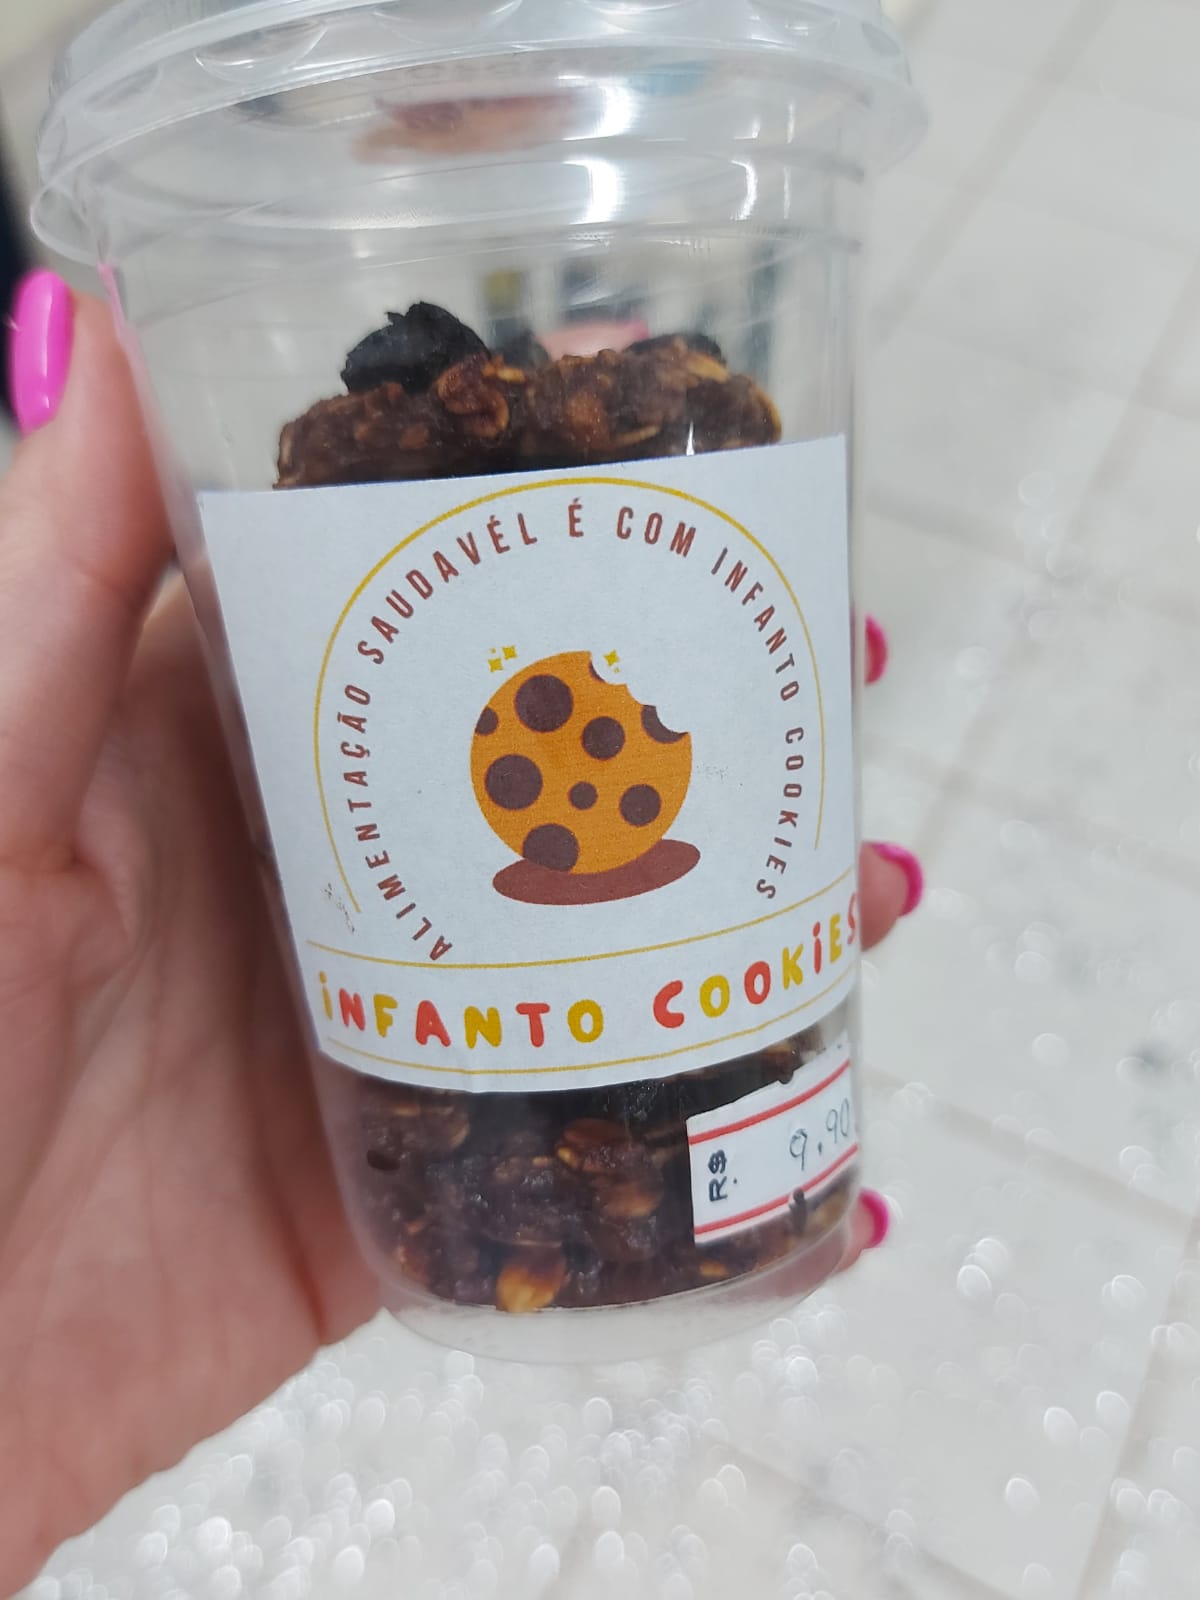 ALIMENTAÇÃO SAUDAVÉL É COM INFANTO COOKIES
iNFANTO COOKiES
R$ 9.90